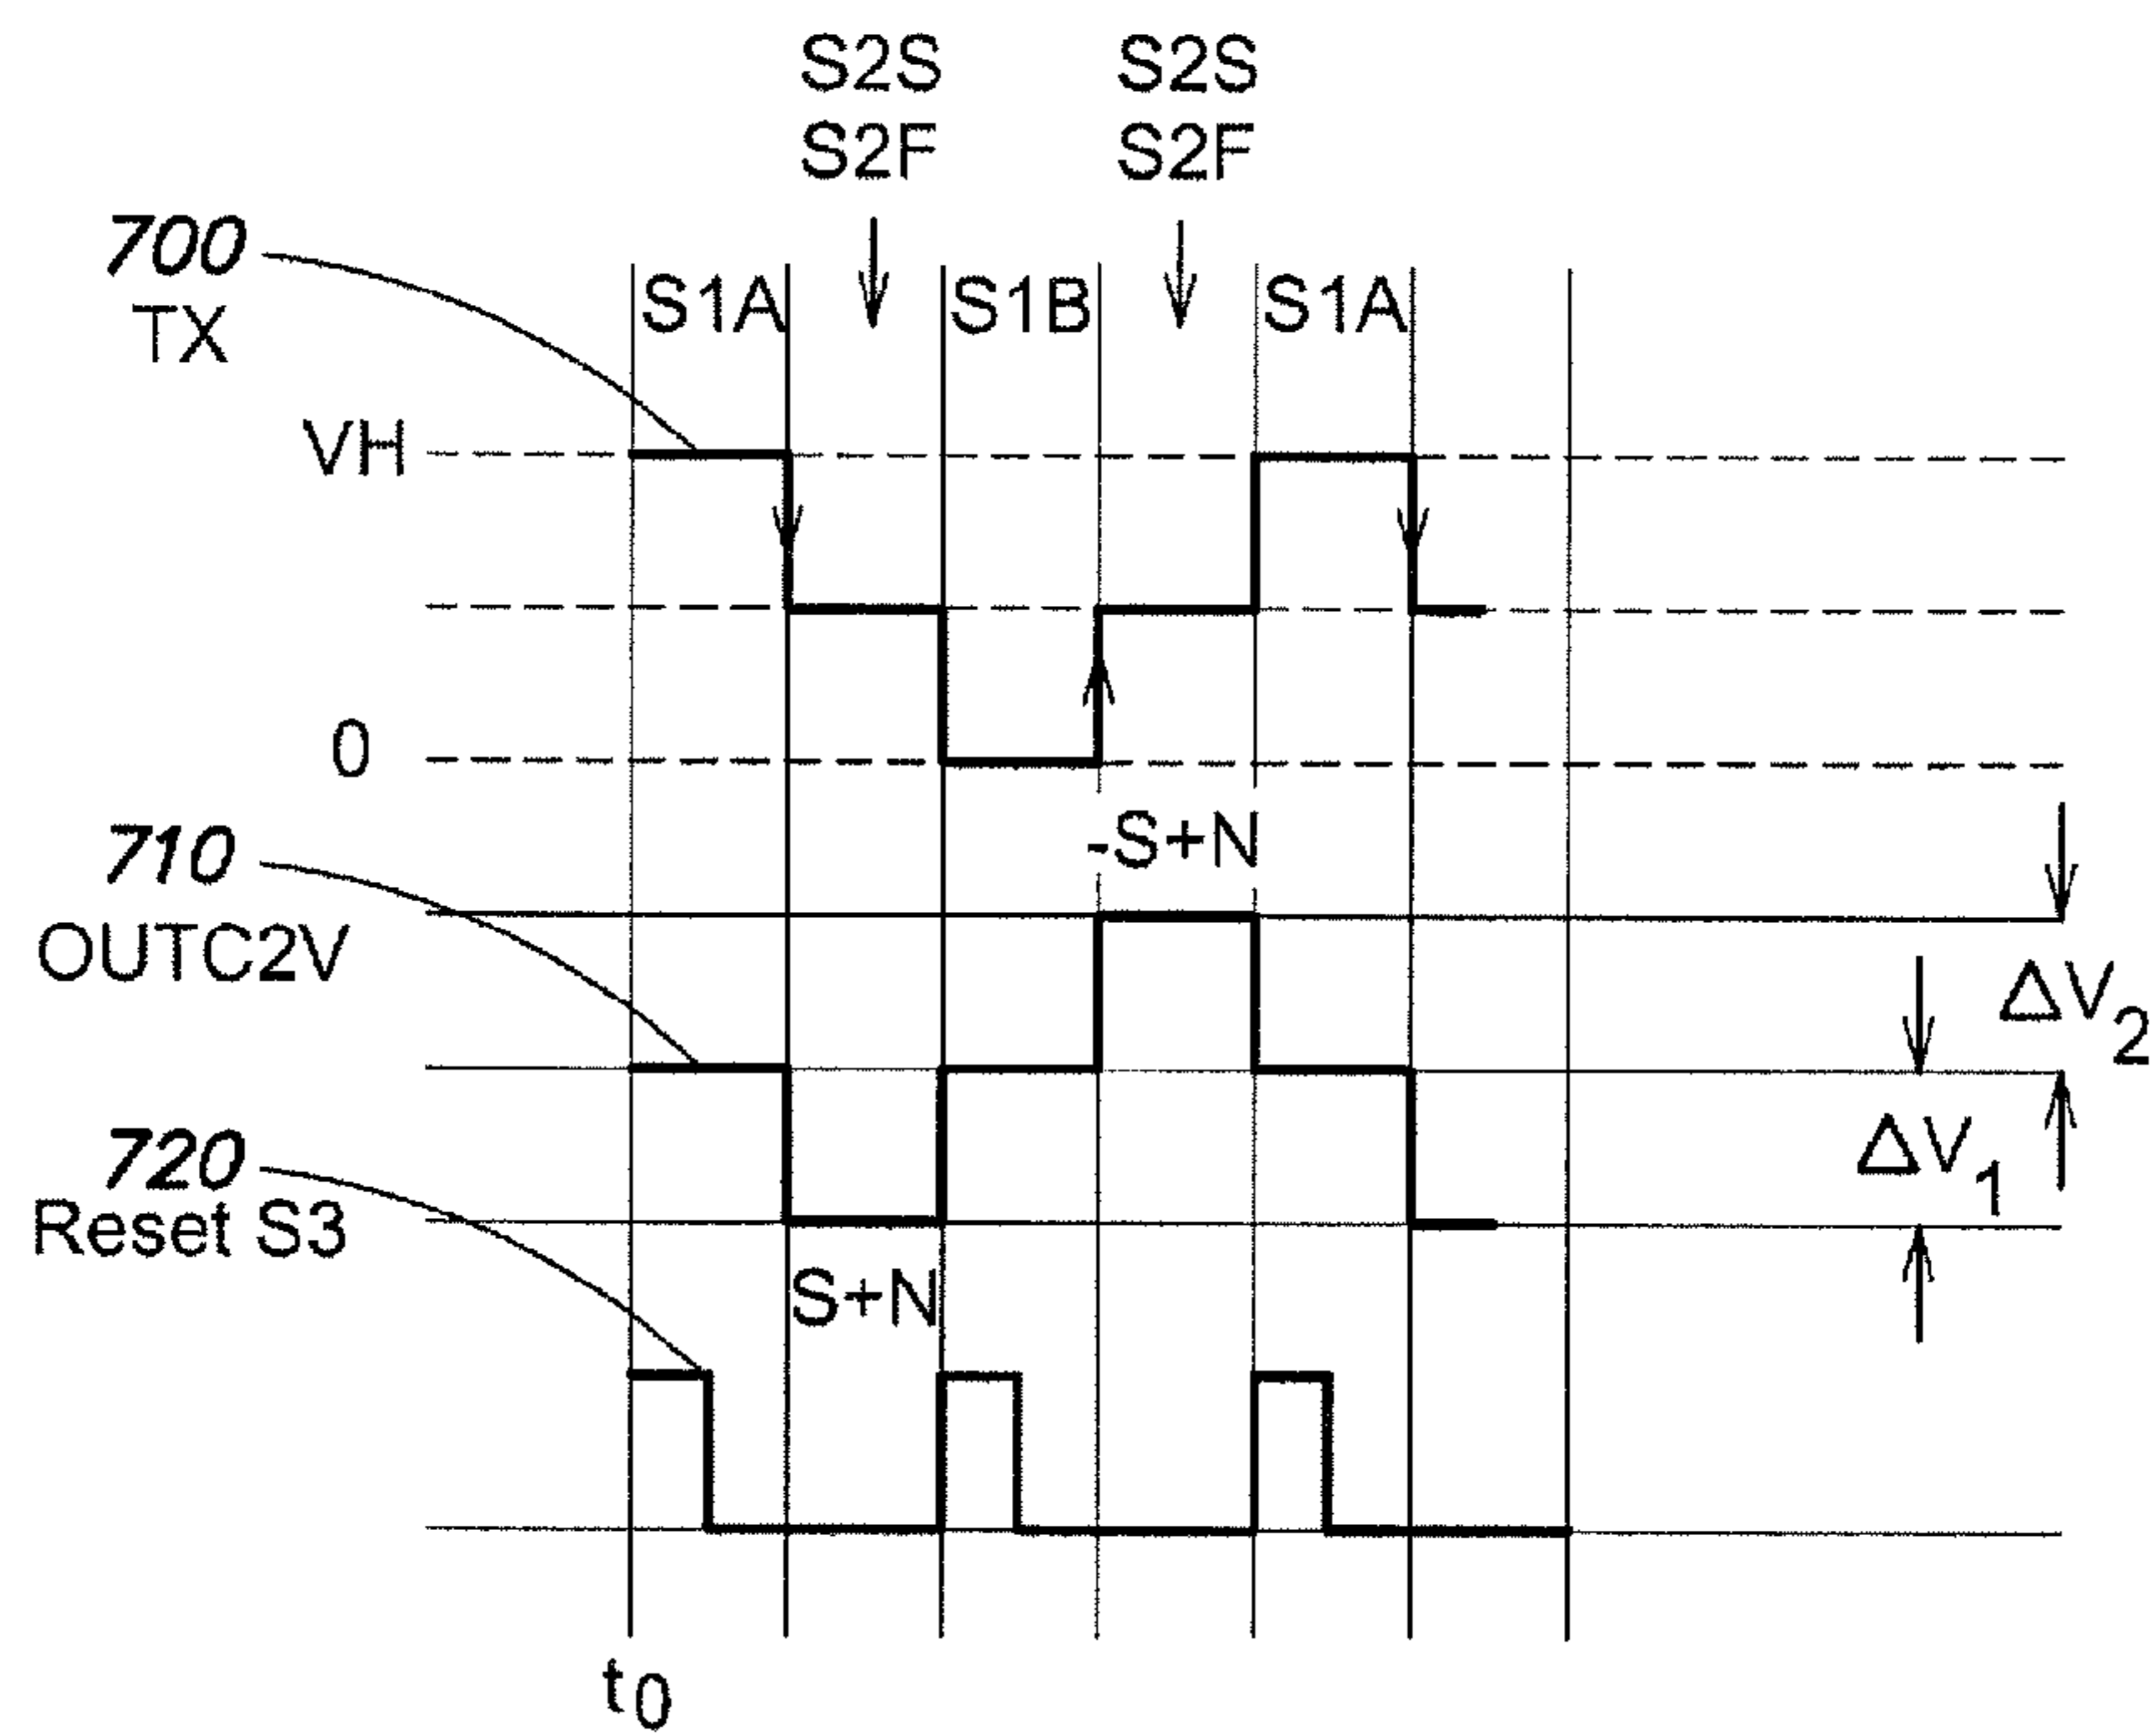 S2S S2S
S2F S2F
700
TX
S1A S1B S1A
VH
0
-S+N
710
OUTC2V
ΔV2
720
Reset S3
ΔV1
S+N
t0